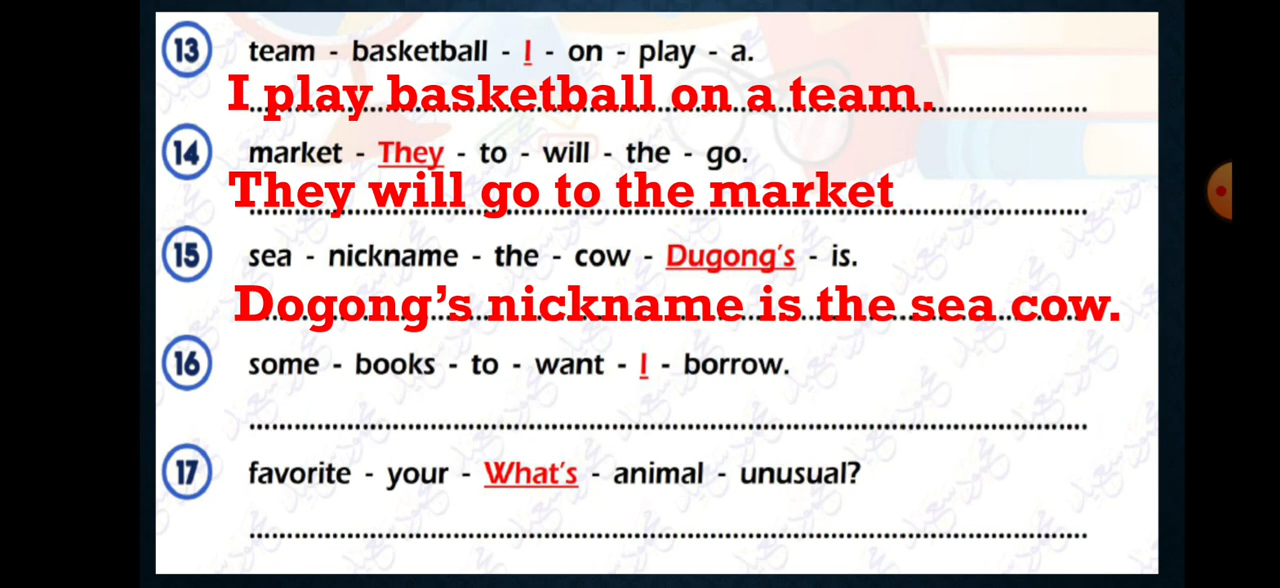 13 team - basketball - I - on - play - a.
I play basketball on a team.
14 market - They - to - will - the - go.
They will go to the market
15 sea - nickname - the - cow - Dugong's - is.
Dogong's nickname is the sea cow.
16 some - books - to - want - I - borrow.
17 favorite - your - What's - animal - unusual?